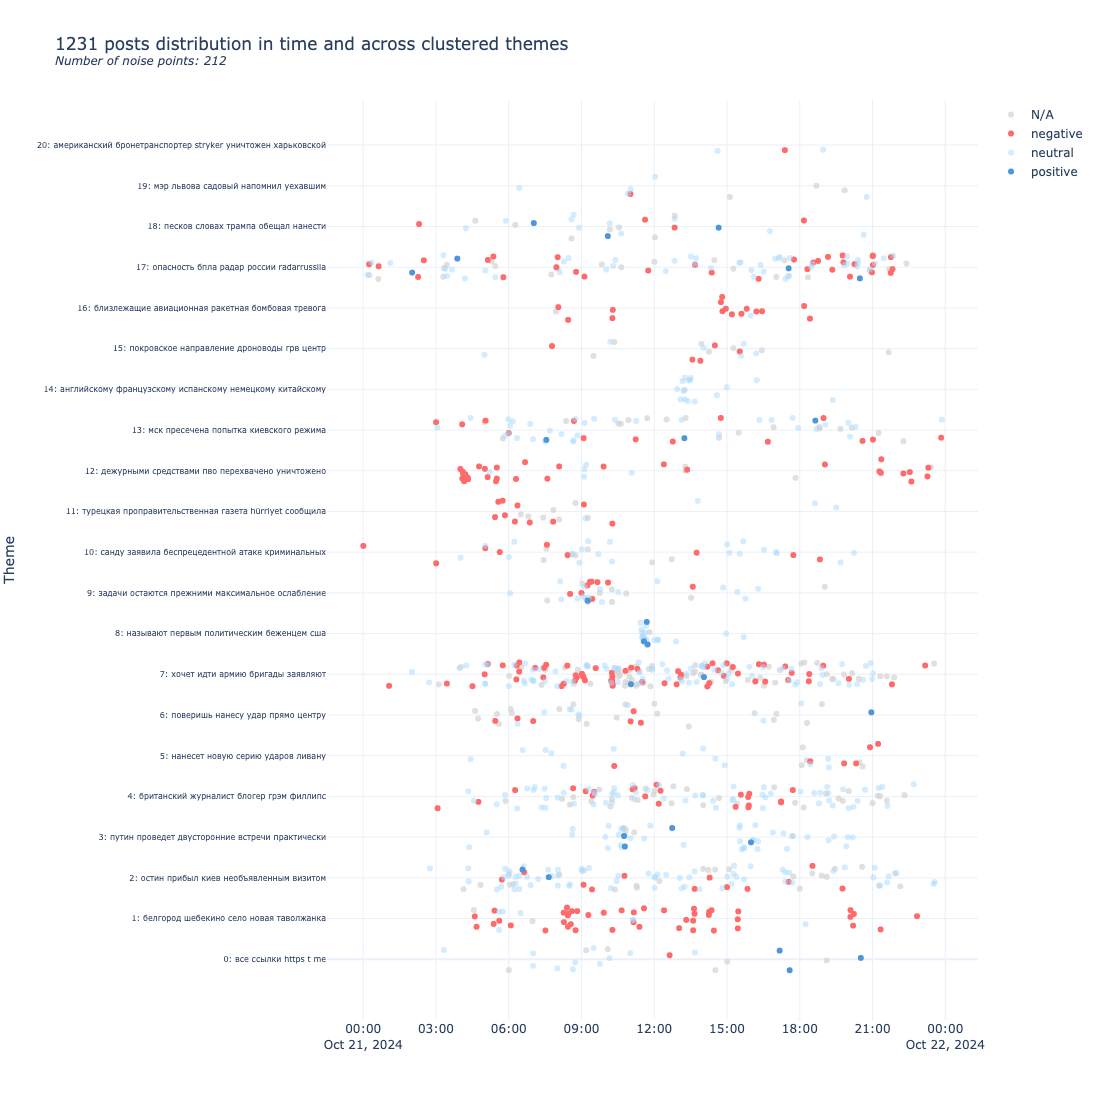 1231 posts distribution in time and across clustered themes
Number of noise points: 212
N/A
negative
neutral
positive
Theme
20: американский бронетранспортер stryker уничтожен харьковской
19: мэр львова садовый напомнил уехавшим
18: песков словах трампа обещал нанести
17: опасность бпла радар россии radarrussiia
16: близлежащие авиационная ракетная бомбовая тревога
15: покровское направление дроноводы грв центр
14: английскому французскому испанскому немецкому китайскому
13: мск пресечена попытка киевского режима
12: дежурными средствами пво перехвачено уничтожено
11: турецкая проправительственная газета hürriyet сообщила
10: санду заявила беспрецедентной атаке криминальных
9: задачи остаются прежними максимальное ослабление
8: называют первым политическим беженцем сша
7: хочет идти армию бригады заявляют
6: поверишь нанесу удар прямо центру
5: нанесет новую серию ударов ливану
4: британский журналист блогер грэм филлипс
3: путин проведет двусторонние встречи практически
2: остин прибыл киев необъявленным визитом
1: белгород шебекино село новая таволжанка
0: все ссылки https t me
00:00 03:00 06:00 09:00 12:00 15:00 18:00 21:00 00:00
Oct 21, 2024 Oct 22, 2024